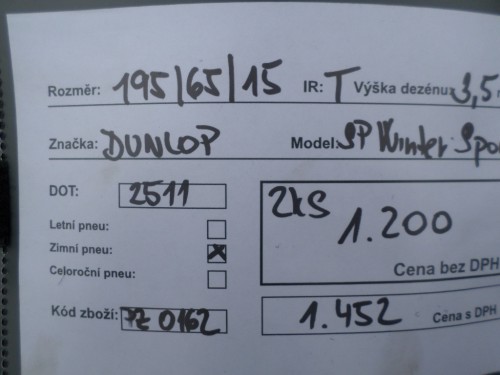 Rozměr: 195/65/15 IR: T Výška dezénu: 3,5
Značka: DUNLOP Model: SP Winter Spo
DOT: 2511
Letní pneu:
Zimní pneu: X
Celoroční pneu:
2ks 1.200
Cena bez DPH
Kód zboží: PZ 0162
1.452 Cena s DPH